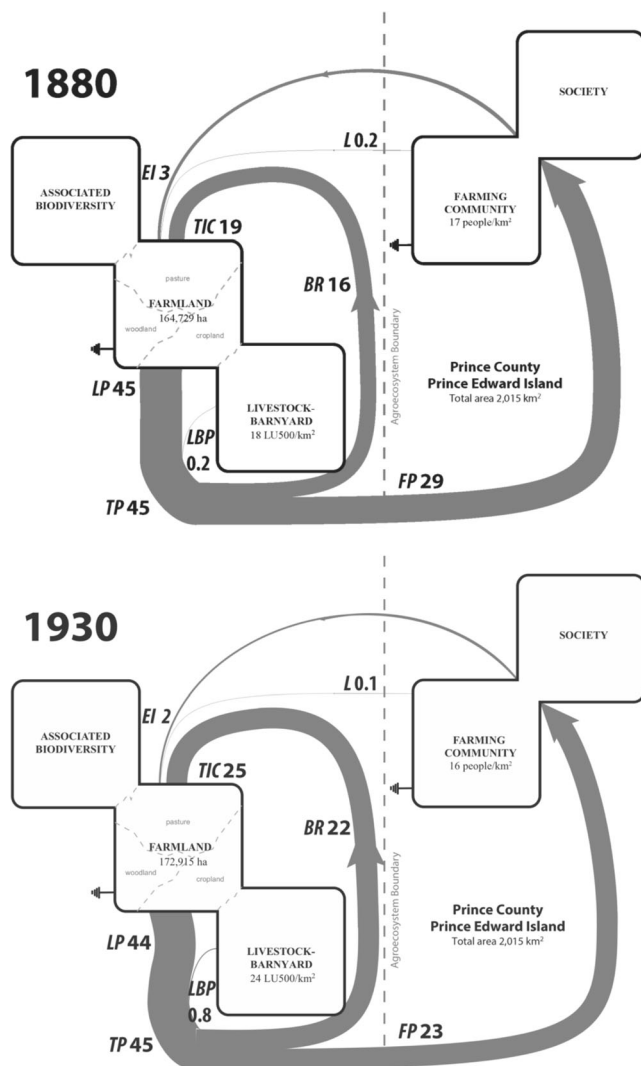 1880
SOCIETY
ASSOCIATED
BIODIVERSITY
EI 3
L 0.2
FARMING
COMMUNITY
17 people/km²
TIC 19
BR 16
pasture
FARMLAND
164,729 ha
woodland
cropland
Agroecosystem Boundary
LP 45
Prince County
Prince Edward Island
Total area 2,015 km²
LIVESTOCK-
BARNYARD
18 LU500/km²
LBP
0.2
FP 29
TP 45
1930
SOCIETY
ASSOCIATED
BIODIVERSITY
EI 2
L 0.1
FARMING
COMMUNITY
16 people/km²
TIC 25
BR 22
pasture
FARMLAND
172,915 ha
woodland
cropland
Agroecosystem Boundary
LP 44
Prince County
Prince Edward Island
Total area 2,015 km²
LIVESTOCK-
BARNYARD
24 LU500/km²
LBP
0.8
FP 23
TP 45